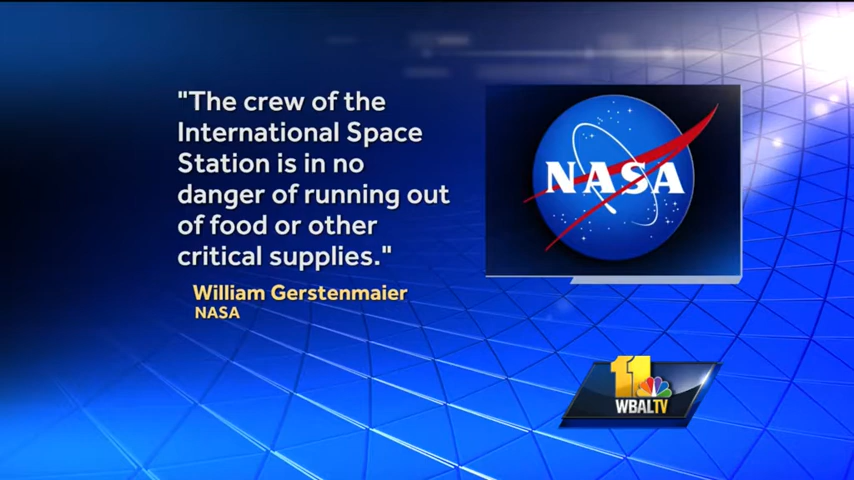 "The crew of the
International Space
Station is in no
danger of running out
of food or other
critical supplies."
William Gerstenmaier
NASA
NASA
11
WBALTV